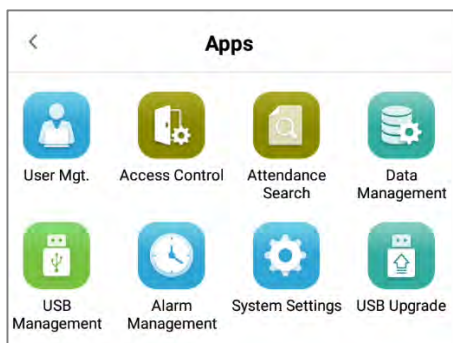 Apps
User Mgt.
Access Control
Attendance
Search
Data
Management
USB
Management
Alarm
Management
System Settings
USB Upgrade